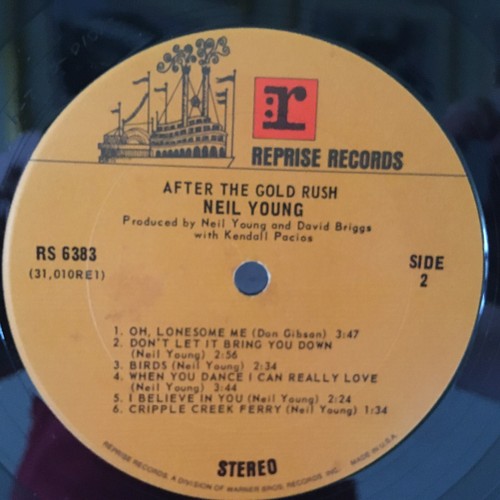 r
REPRISE RECORDS
AFTER THE GOLD RUSH
NEIL YOUNG
Produced by Neil Young and David Briggs
with Kendall Pacios
RS 6383
(31,010RE1)
SIDE
2
1. OH, LONESOME ME (Don Gibson) 3:47
2. DON'T LET IT BRING YOU DOWN
(Neil Young) 2:56
3. BIRDS (Neil Young) 2:34
4. WHEN YOU DANCE I CAN REALLY LOVE
(Neil Young) 3:44
5. I BELIEVE IN YOU (Neil Young) 2:24
6. CRIPPLE CREEK FERRY (Neil Young) 1:34
STEREO
REPRISE RECORDS, A DIVISION OF WARNER BROS. RECORDS INC. MADE IN U.S.A.